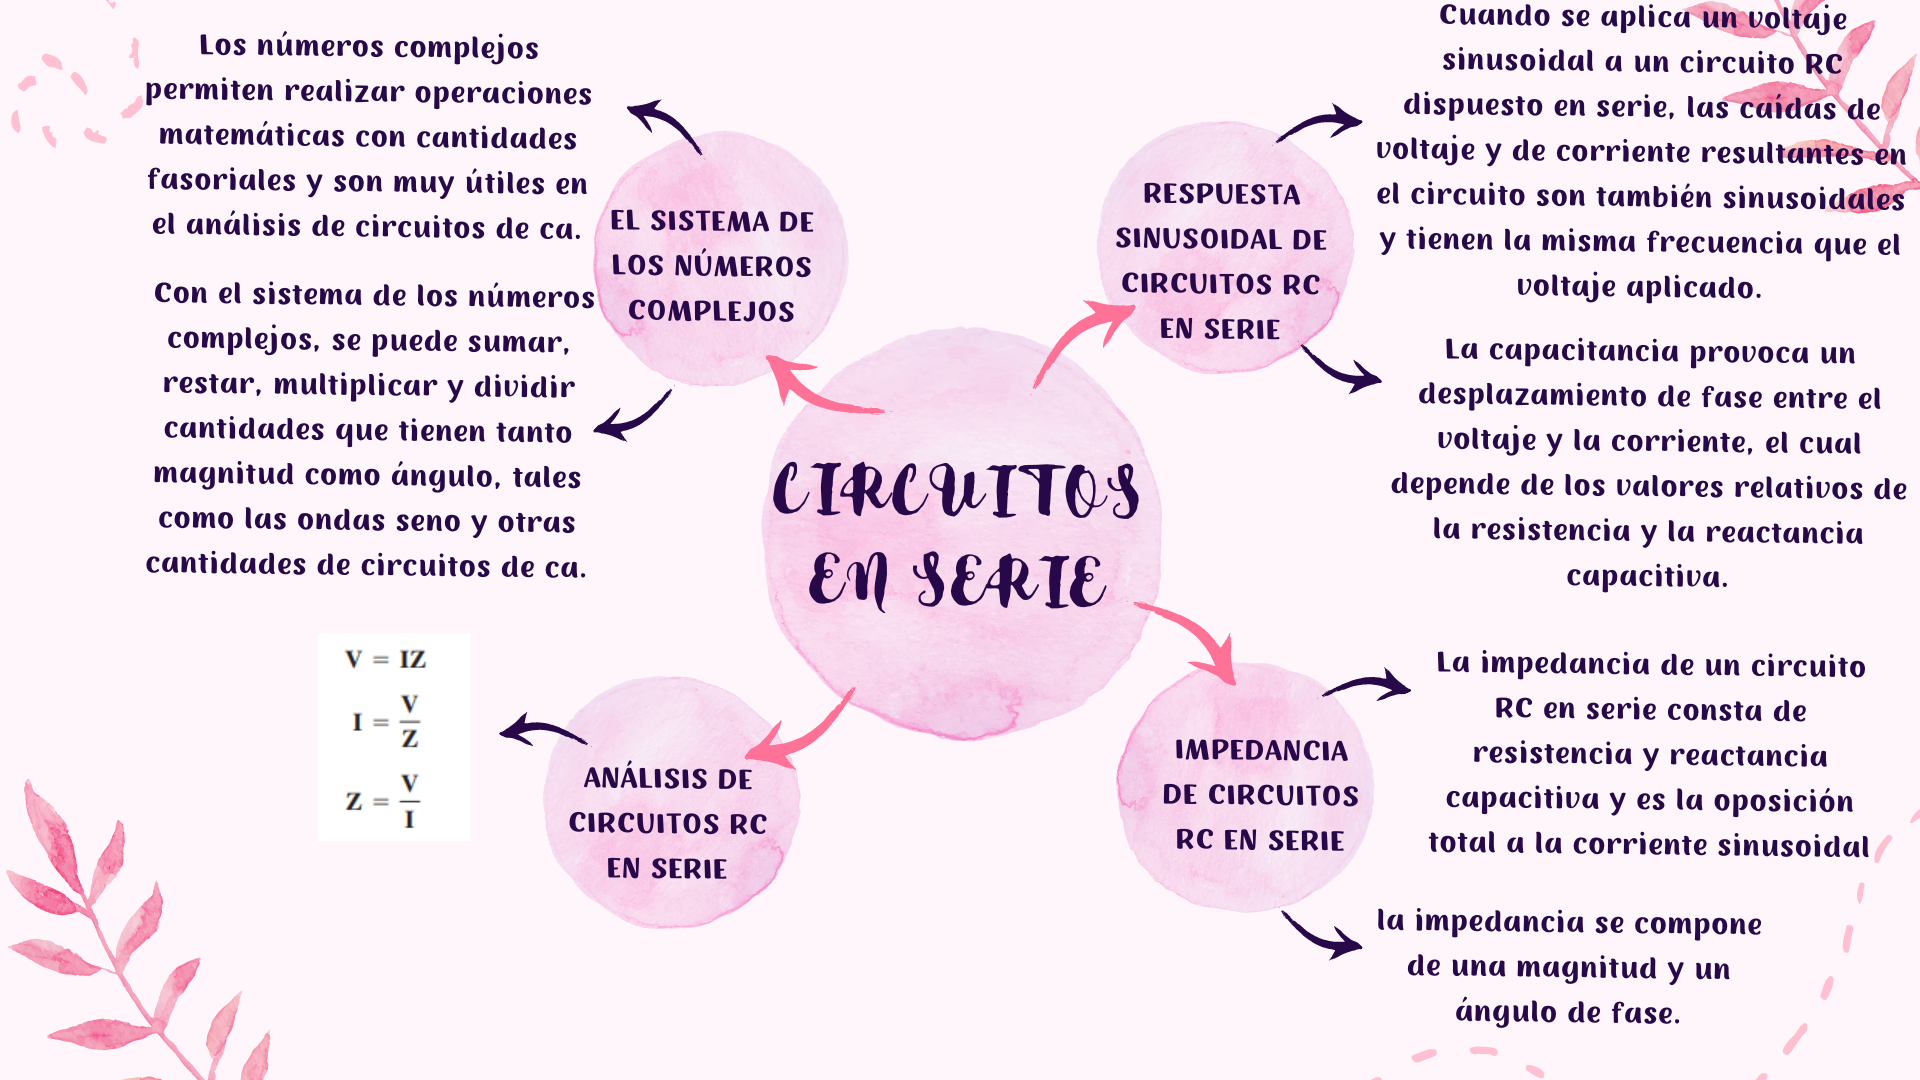 Los números complejos
permiten realizar operaciones
matemáticas con cantidades
fasoriales y son muy útiles en
el análisis de circuitos de ca.
Con el sistema de los números
complejos, se puede sumar,
restar, multiplicar y dividir
cantidades que tienen tanto
magnitud como ángulo, tales
como las ondas seno y otras
cantidades de circuitos de ca.
EL SISTEMA DE
LOS NÚMEROS
COMPLEJOS
RESPUESTA
SINUSOIDAL DE
CIRCUITOS RC
EN SERIE
Cuando se aplica un voltaje
sinusoidal a un circuito RC
dispuesto en serie, las caídas de
voltaje y de corriente resultantes en
el circuito son también sinusoidales
y tienen la misma frecuencia que el
voltaje aplicado.
La capacitancia provoca un
desplazamiento de fase entre el
voltaje y la corriente, el cual
depende de los valores relativos de
la resistencia y la reactancia
capacitiva.
CIRCUITOS
EN SERIE
V = IZ
I = V/Z
Z = V/I
ANÁLISIS DE
CIRCUITOS RC
EN SERIE
IMPEDANCIA
DE CIRCUITOS
RC EN SERIE
La impedancia de un circuito
RC en serie consta de
resistencia y reactancia
capacitiva y es la oposición
total a la corriente sinusoidal
la impedancia se compone
de una magnitud y un
ángulo de fase.